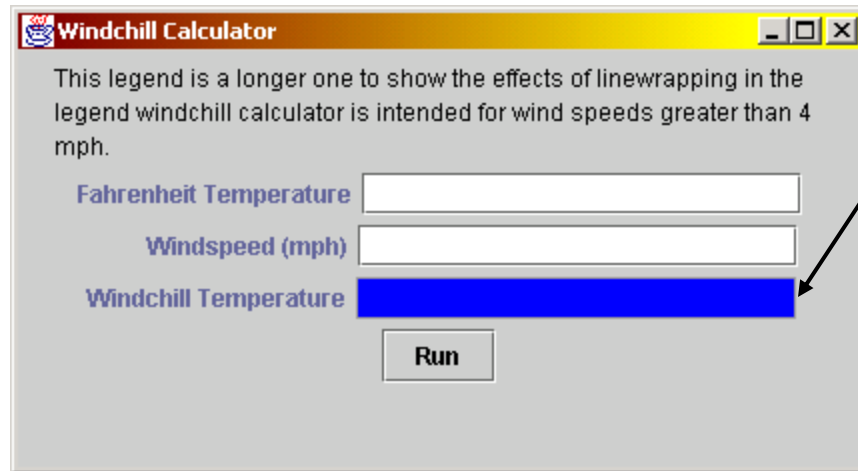 Windchill Calculator
This legend is a longer one to show the effects of linewrapping in the
legend windchill calculator is intended for wind speeds greater than 4
mph.
Fahrenheit Temperature
Windspeed (mph)
Windchill Temperature
Run